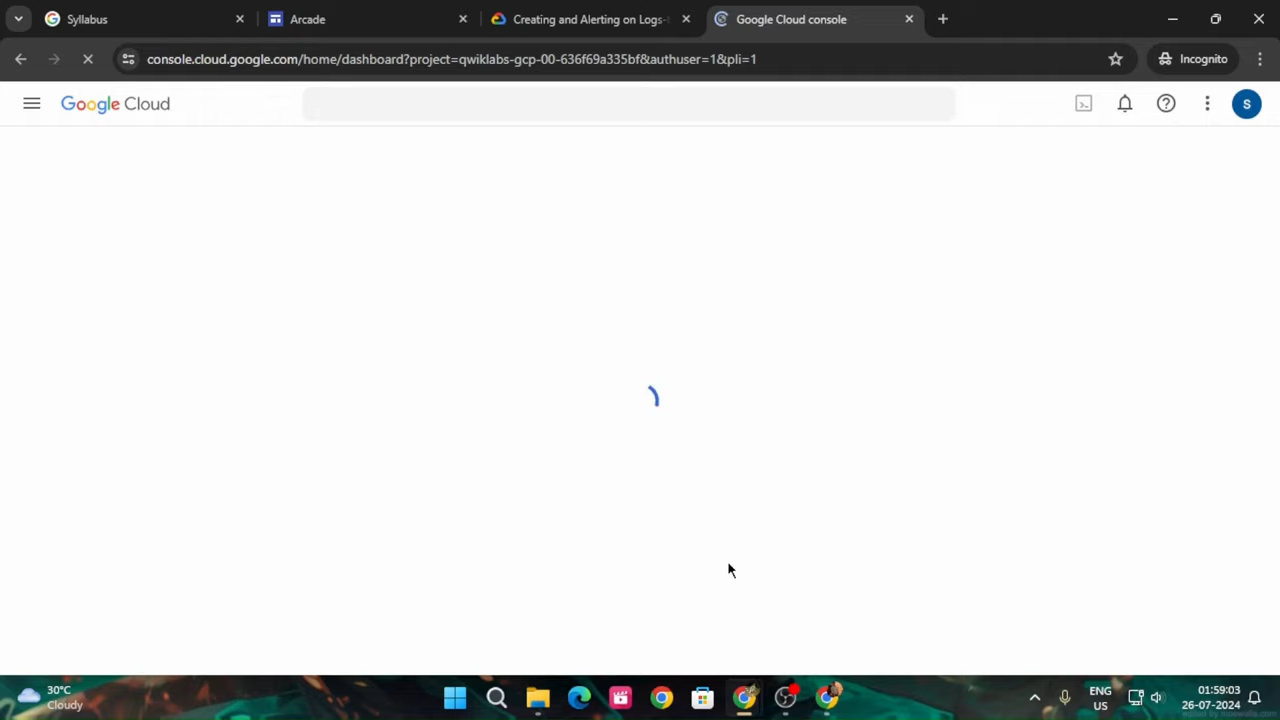 Syllabus
Arcade
Creating and Alerting on Logs-
Google Cloud console
console.cloud.google.com/home/dashboard?project=qwiklabs-gcp-00-636f69a335bf&authuser=1&pli=1
Incognito
Google Cloud
S
30°C
Cloudy
ENG
US
01:59:03
26-07-2024